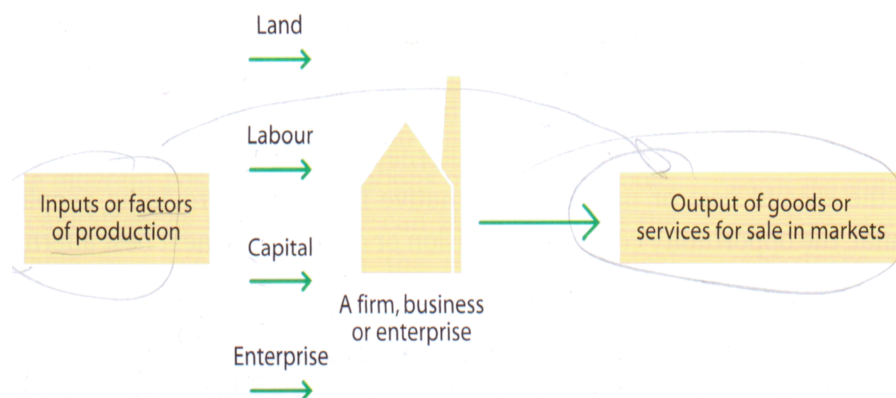 Land
Labour
Inputs or factors
of production
Capital
Enterprise
A firm, business
or enterprise
Output of goods or
services for sale in markets